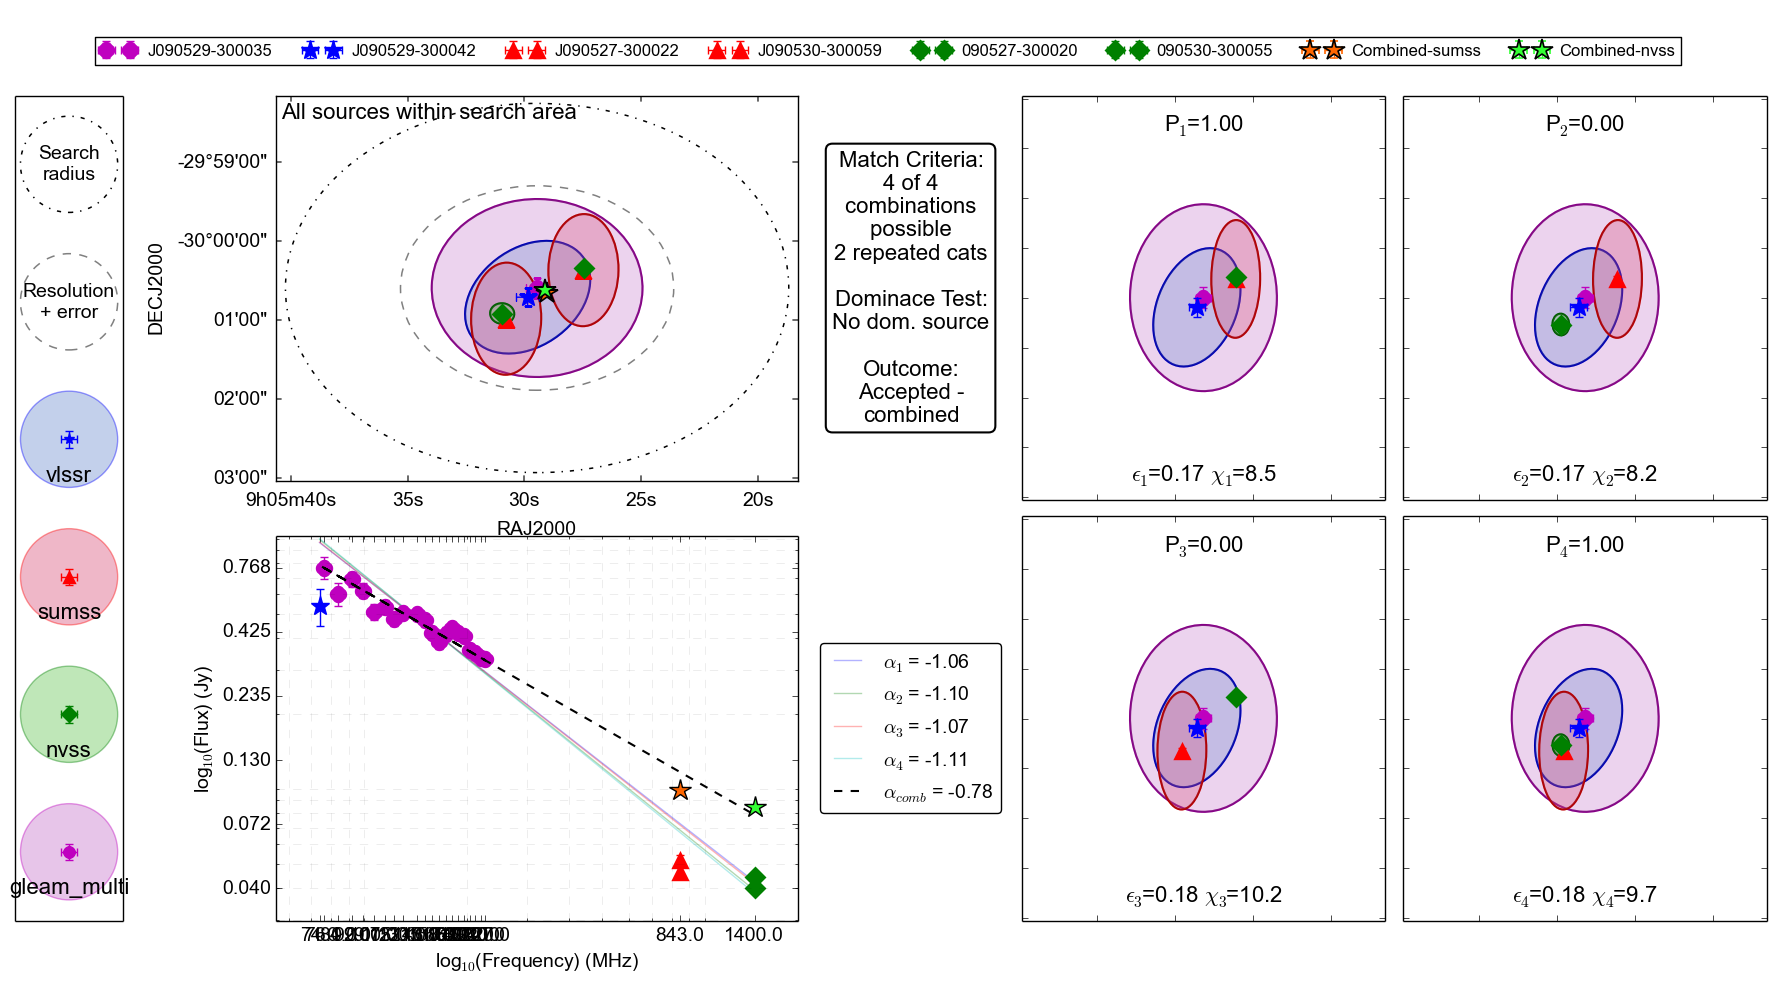 J090529-300035 J090529-300042 J090527-300022 J090530-300059 090527-300020 090530-300055 Combined-sumss Combined-nvss
Search
radius
Resolution
+ error
vlssr
sumss
nvss
gleam_multi
All sources within search area
DECJ2000
-29°59'00"
-30°00'00"
01'00"
02'00"
03'00"
9h05m40s 35s 30s 25s 20s
RAJ2000
Match Criteria:
4 of 4
combinations
possible
2 repeated cats
Dominace Test:
No dom. source
Outcome:
Accepted -
combined
log₁₀(Flux) (Jy)
0.768
0.425
0.235
0.130
0.072
0.040
843.0 1400.0
log₁₀(Frequency) (MHz)
α₁ = -1.06
α₂ = -1.10
α₃ = -1.07
α₄ = -1.11
α_comb = -0.78
P₁=1.00
ϵ₁=0.17 χ₁=8.5
P₂=0.00
ϵ₂=0.17 χ₂=8.2
P₃=0.00
ϵ₃=0.18 χ₃=10.2
P₄=1.00
ϵ₄=0.18 χ₄=9.7